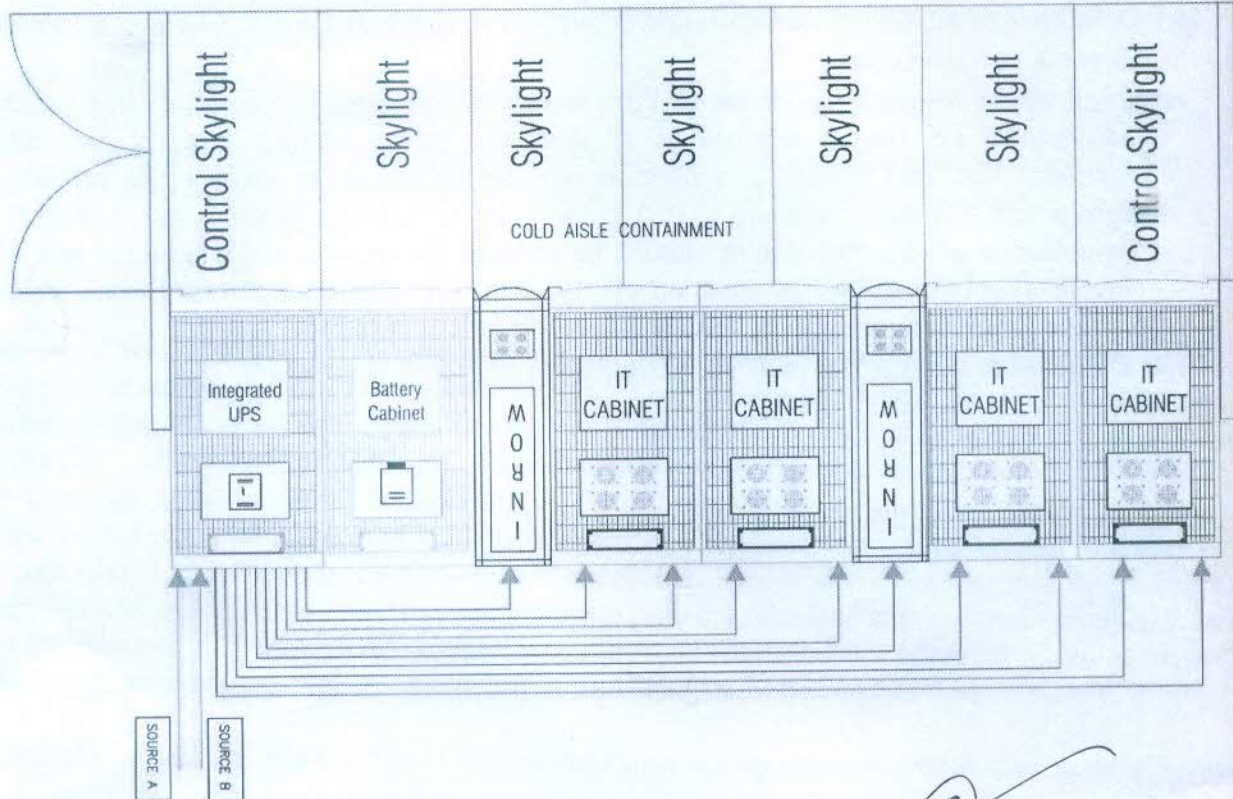 Control Skylight
Skylight
Skylight
Skylight
Skylight
Skylight
Control Skylight
COLD AISLE CONTAINMENT
Integrated
UPS
Battery
Cabinet
INROW
IT
CABINET
IT
CABINET
INROW
IT
CABINET
IT
CABINET
SOURCE A
SOURCE B